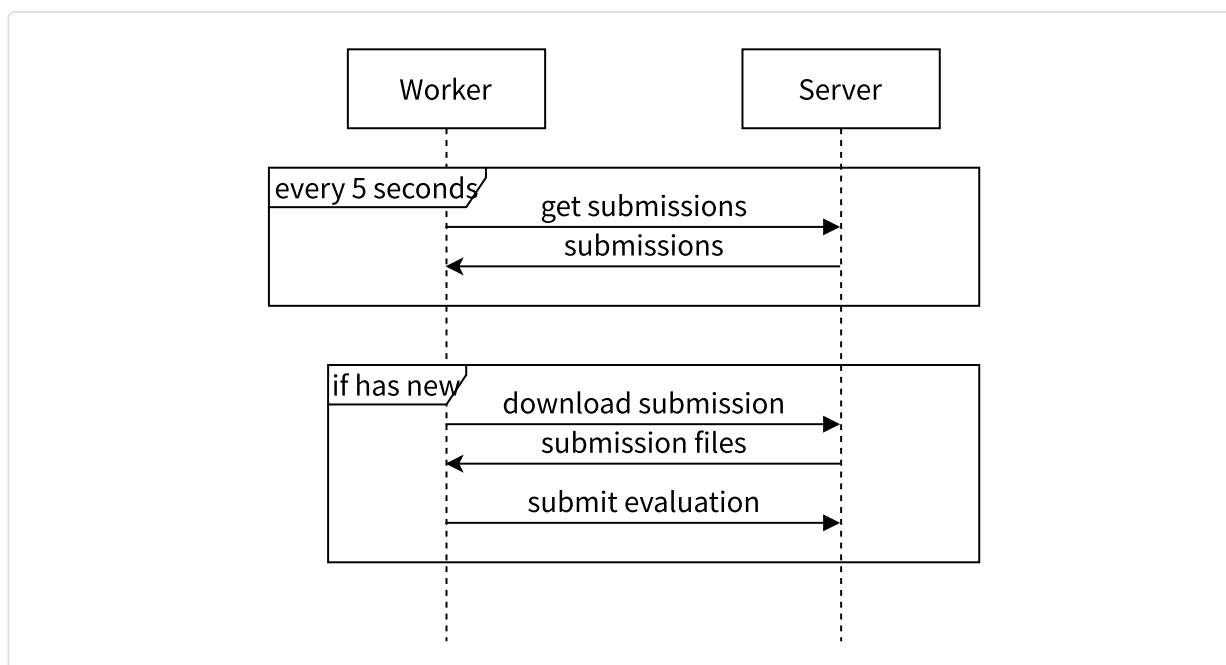 Worker
Server
every 5 seconds
get submissions
submissions
if has new
download submission
submission files
submit evaluation